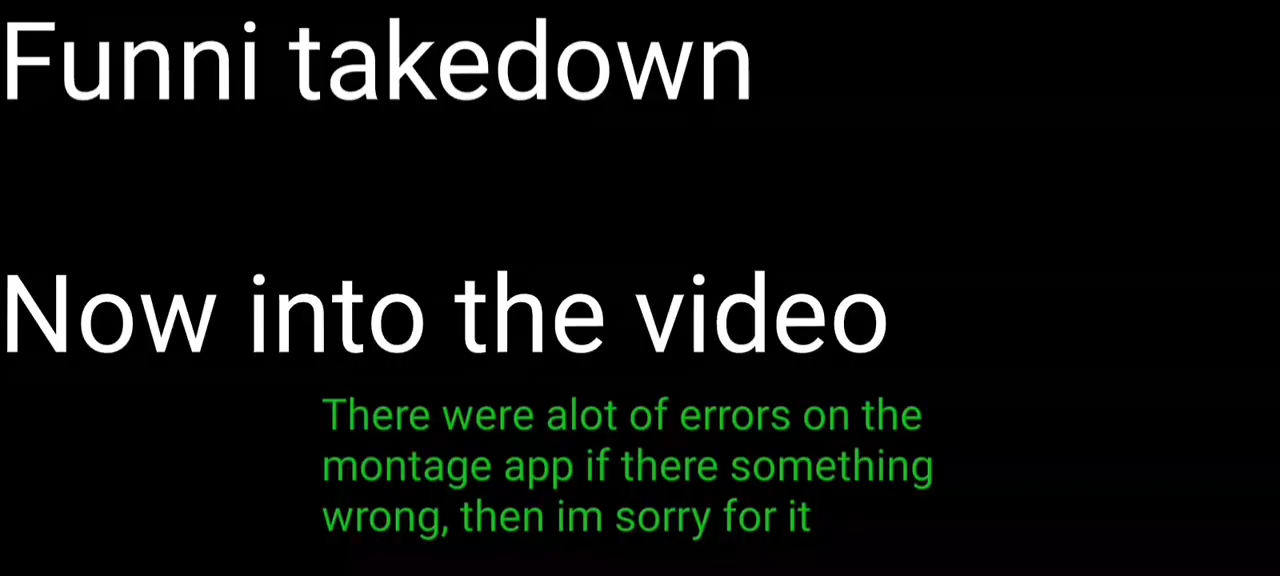 Funni takedown
Now into the video
There were alot of errors on the
montage app if there something
wrong, then im sorry for it